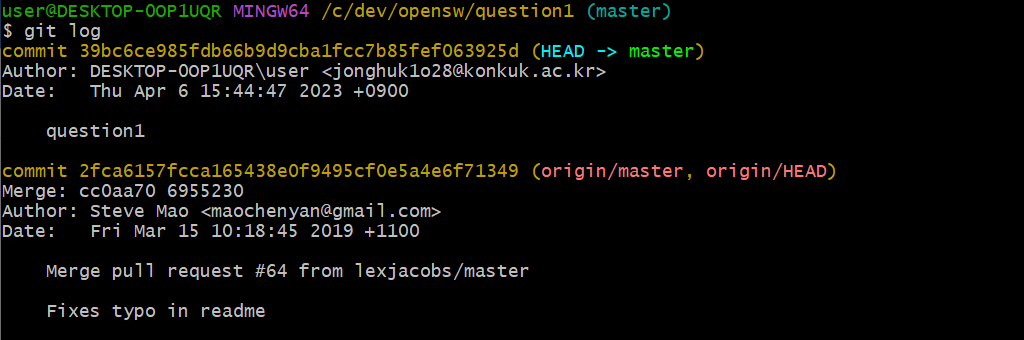 user@DESKTOP-OOP1UQR MINGW64 /c/dev/opensw/question1 (master)
$ git log
commit 39bc6ce985fdb66b9d9cba1fcc7b85fef063925d (HEAD -> master)
Author: DESKTOP-OOP1UQR\user <jonghuk1o28@konkuk.ac.kr>
Date:   Thu Apr 6 15:44:47 2023 +0900

    question1

commit 2fca6157fcca165438e0f9495cf0e5a4e6f71349 (origin/master, origin/HEAD)
Merge: cc0aa70 6955230
Author: Steve Mao <maochenyan@gmail.com>
Date:   Fri Mar 15 10:18:45 2019 +1100

    Merge pull request #64 from lexjacobs/master

    Fixes typo in readme